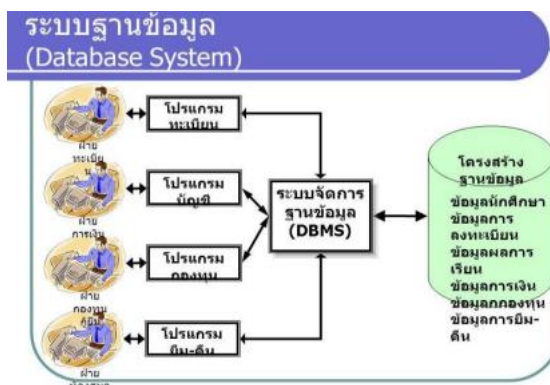 ระบบฐานข้อมูล
(Database System)
ฝ่าย
ทะเบีย
น
โปรแกรม
ทะเบียน
ฝ่าย
การเงิน
โปรแกรม
บัญชี
ฝ่าย
กองทุน
กู้ยืม
โปรแกรม
กองทุน
ฝ่าย
โปรแกรม
ยืม-คืน
ระบบจัดการ
ฐานข้อมูล
(DBMS)
โครงสร้าง
ฐานข้อมูล
ข้อมูลนักศึกษา
ข้อมูลการ
ลงทะเบียน
ข้อมูลผลการ
เรียน
ข้อมูลการเงิน
ข้อมูลกกองทุน
ข้อมูลการยืม-
คืน